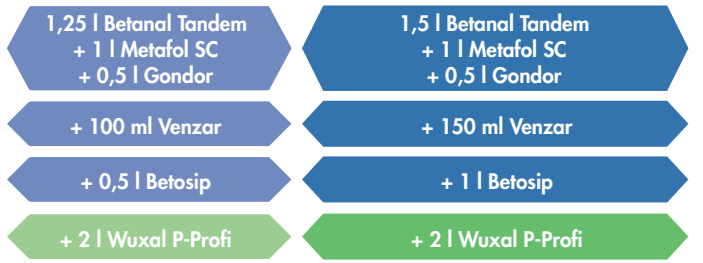 1,25 l Betanal Tandem
+ 1 l Metafol SC
+ 0,5 l Gondor
+ 100 ml Venzar
+ 0,5 l Betosip
+ 2 l Wuxal P-Profi
1,5 l Betanal Tandem
+ 1 l Metafol SC
+ 0,5 l Gondor
+ 150 ml Venzar
+ 1 l Betosip
+ 2 l Wuxal P-Profi